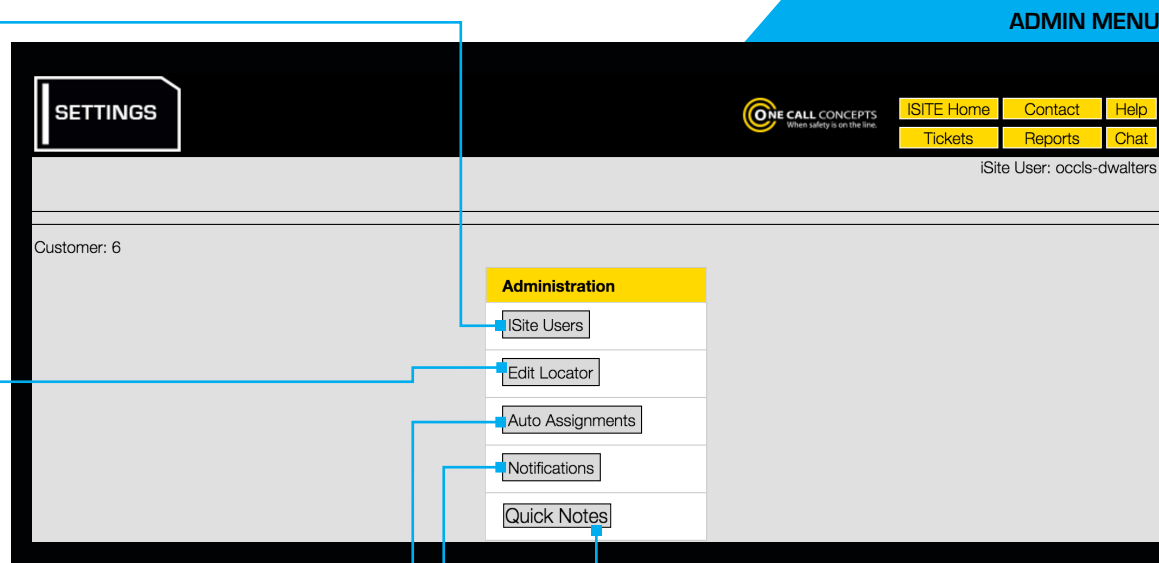 ADMIN MENU
SETTINGS
ONE CALL CONCEPTS
When safety is on the line.
ISITE Home Contact Help
Tickets Reports Chat
iSite User: occls-dwalters
Customer: 6
Administration
ISite Users
Edit Locator
Auto Assignments
Notifications
Quick Notes